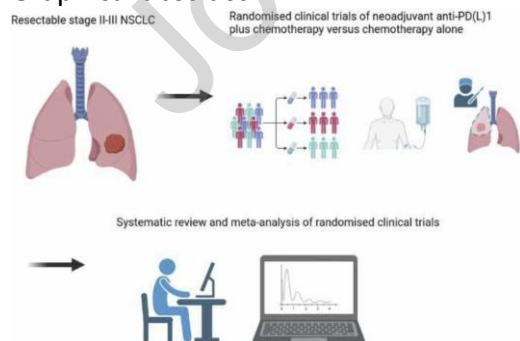 Resectable stage II-III NSCLC
Randomised clinical trials of neoadjuvant anti-PD(L)1
plus chemotherapy versus chemotherapy alone
Systematic review and meta-analysis of randomised clinical trials